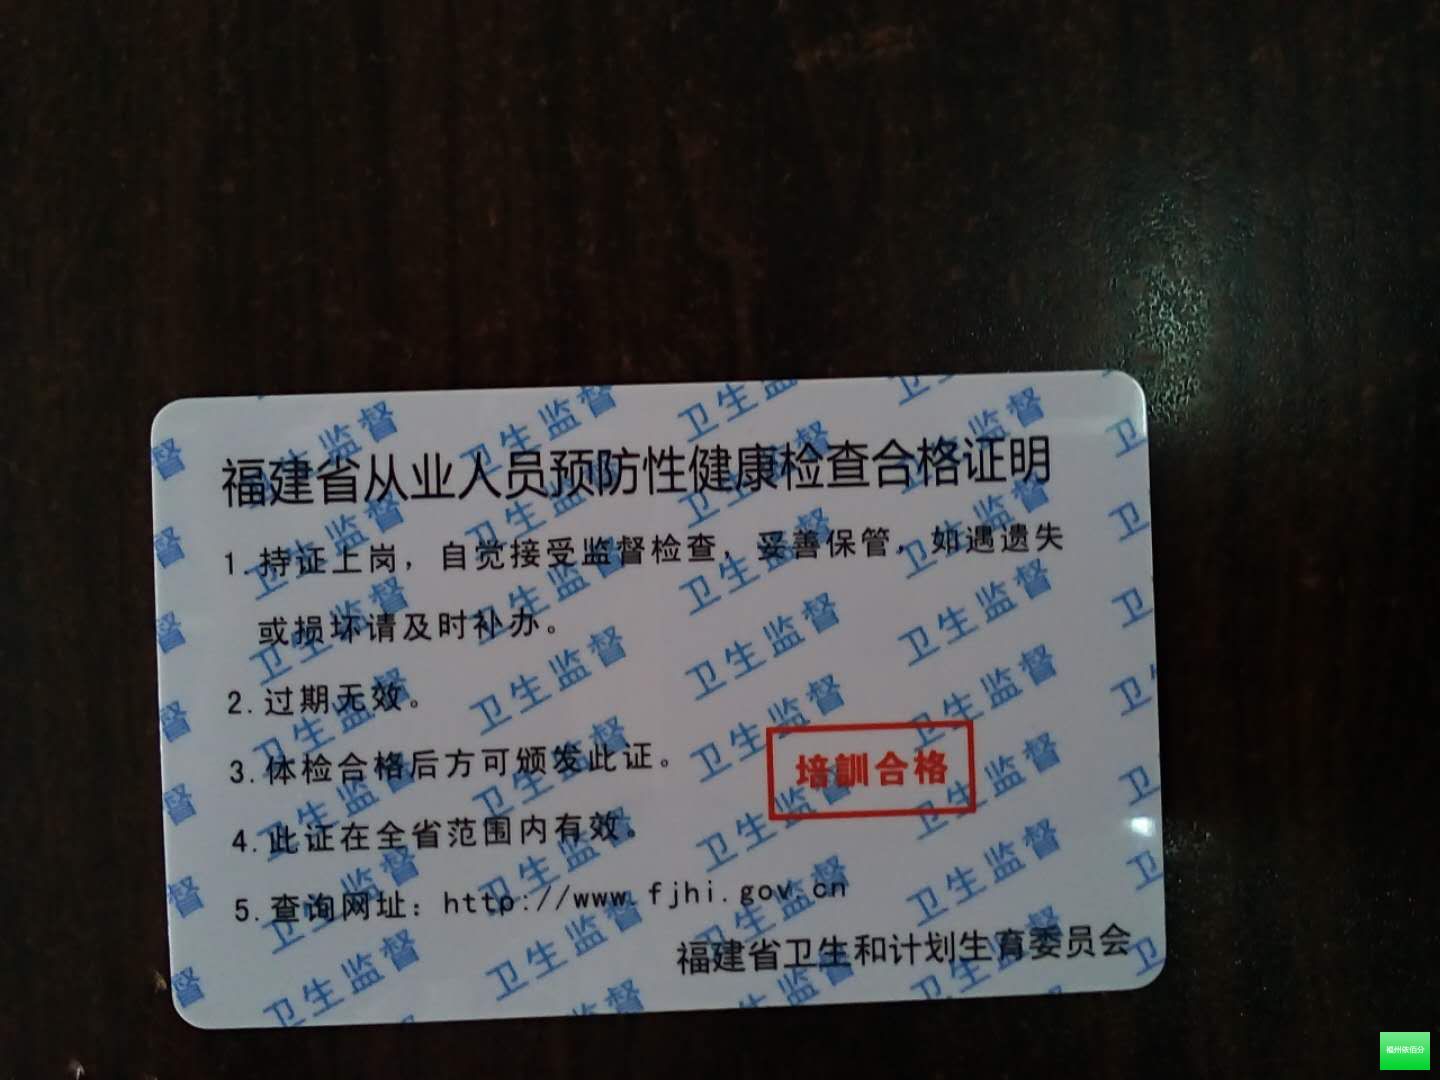 福建省从业人员预防性健康检查合格证明
1.持证上岗，自觉接受监督检查，妥善保管，如遇遗失
或损坏请及时补办。
2.过期无效。
3.体检合格后方可颁发此证。
培訓合格
4.此证在全省范围内有效。
5.查询网址：http://www.fjhi.gov.cn
福建省卫生和计划生育委员会
卫生监督